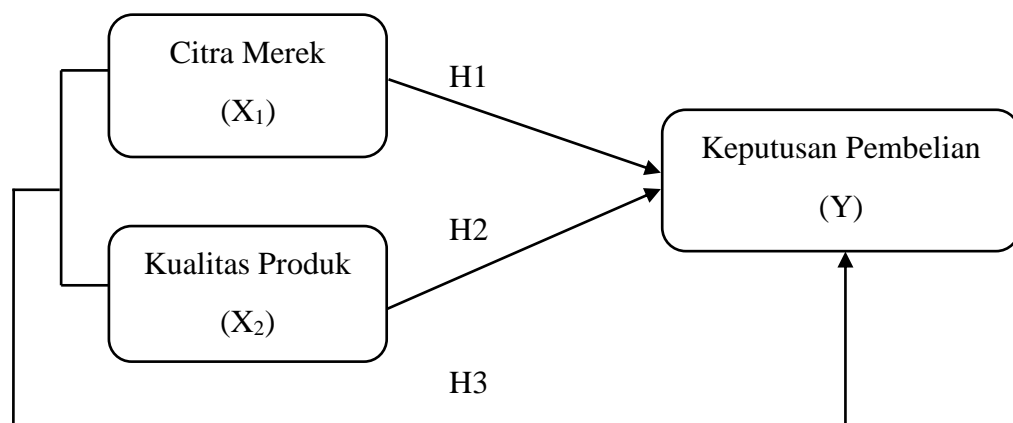 Citra Merek
(X₁)
H1
Keputusan Pembelian
(Y)
H2
Kualitas Produk
(X₂)
H3